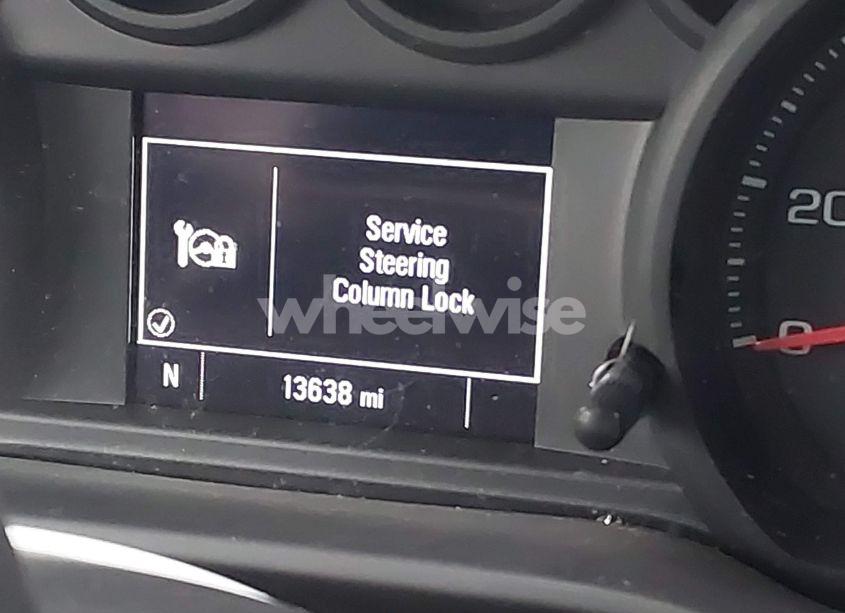 Service
Steering
Column Lock
wheelwise
N
13638 mi
20
0